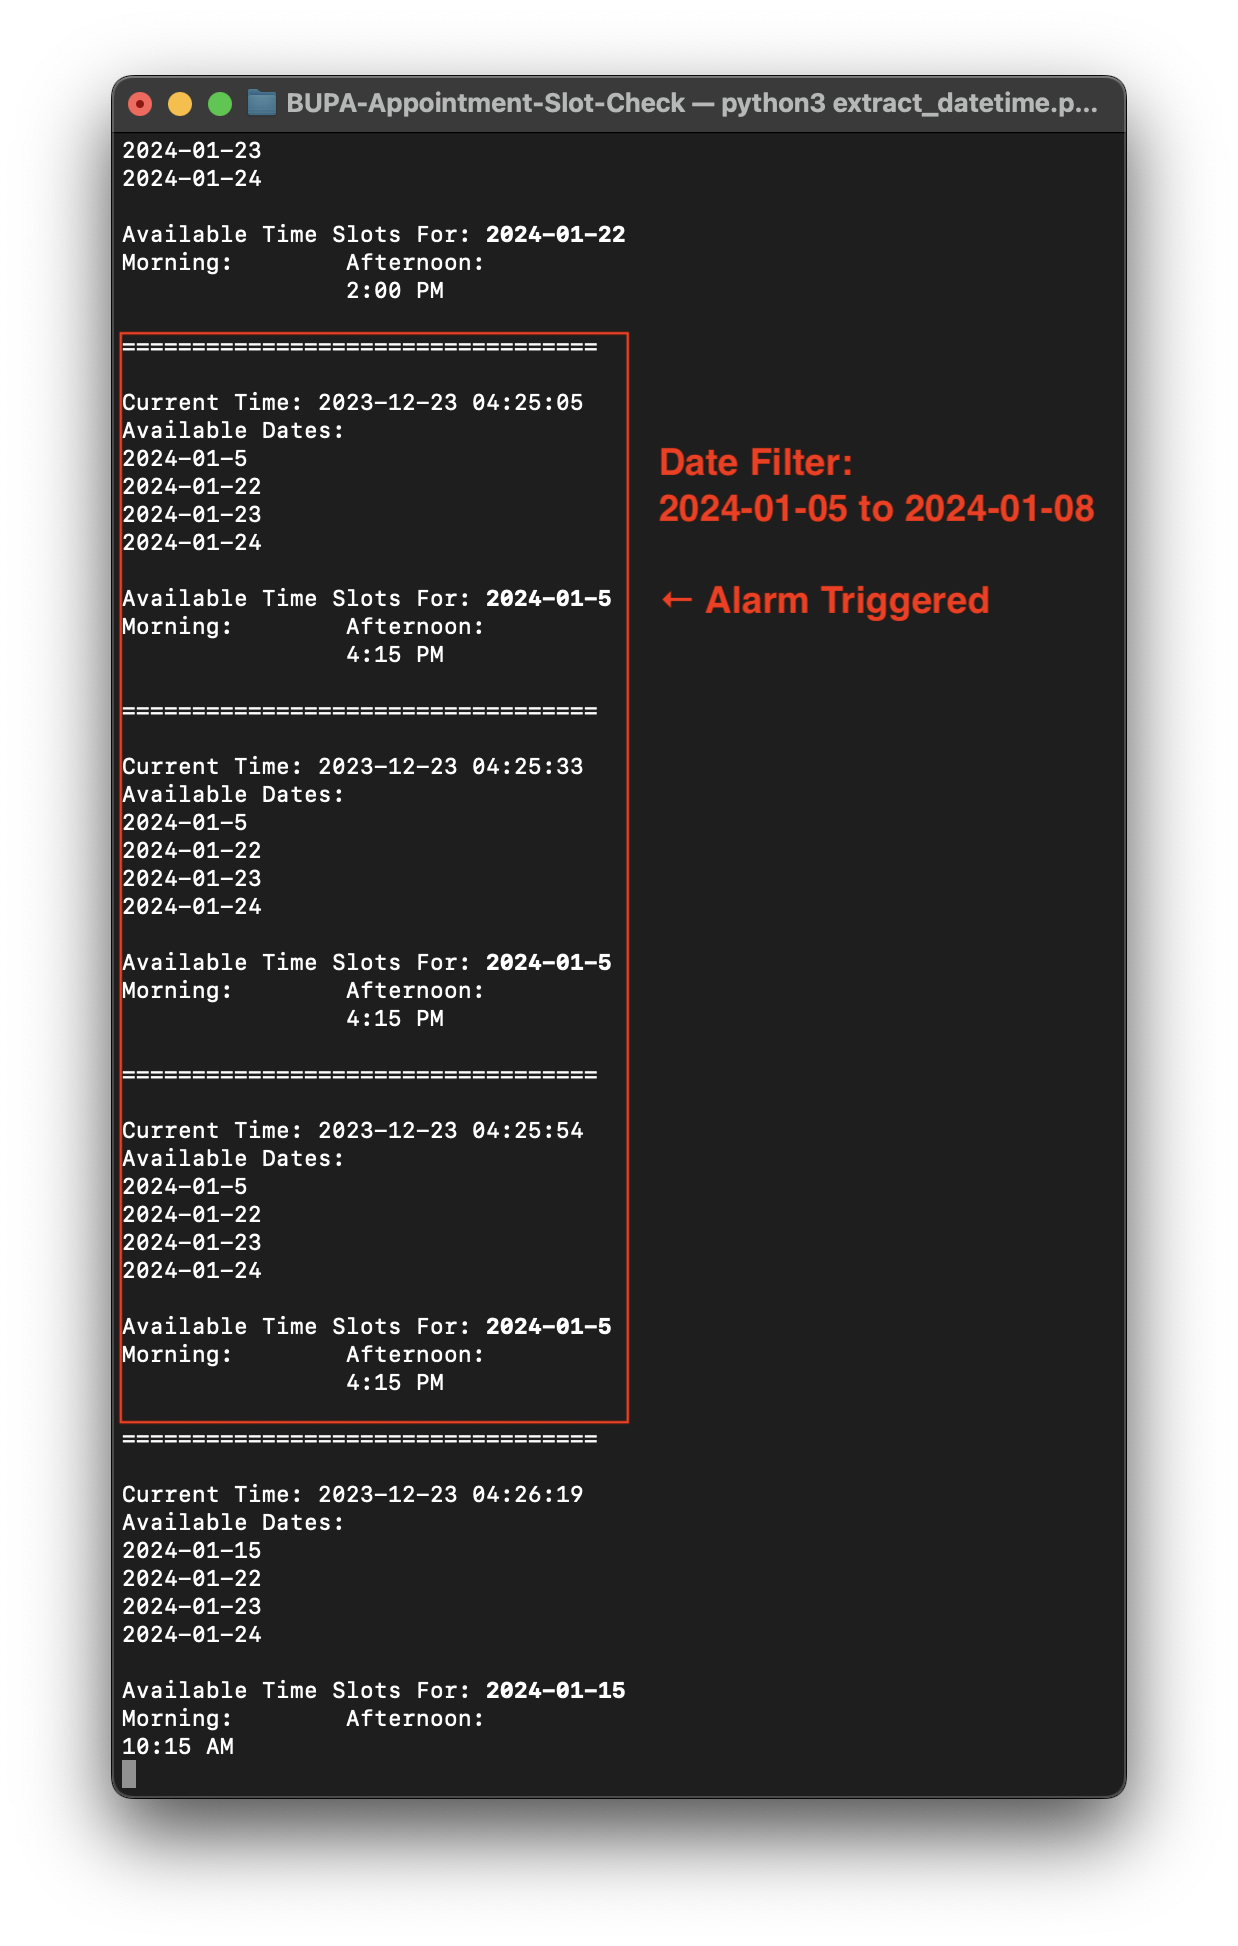 BUPA-Appointment-Slot-Check — python3 extract_datetime.p...
2024-01-23
2024-01-24
Available Time Slots For: 2024-01-22
Morning: Afternoon:
2:00 PM
==================================
Current Time: 2023-12-23 04:25:05
Available Dates:
2024-01-5
2024-01-22
2024-01-23
2024-01-24
Date Filter:
2024-01-05 to 2024-01-08
Available Time Slots For: 2024-01-5
← Alarm Triggered
Morning: Afternoon:
4:15 PM
==================================
Current Time: 2023-12-23 04:25:33
Available Dates:
2024-01-5
2024-01-22
2024-01-23
2024-01-24
Available Time Slots For: 2024-01-5
Morning: Afternoon:
4:15 PM
==================================
Current Time: 2023-12-23 04:25:54
Available Dates:
2024-01-5
2024-01-22
2024-01-23
2024-01-24
Available Time Slots For: 2024-01-5
Morning: Afternoon:
4:15 PM
==================================
Current Time: 2023-12-23 04:26:19
Available Dates:
2024-01-15
2024-01-22
2024-01-23
2024-01-24
Available Time Slots For: 2024-01-15
Morning: Afternoon:
10:15 AM